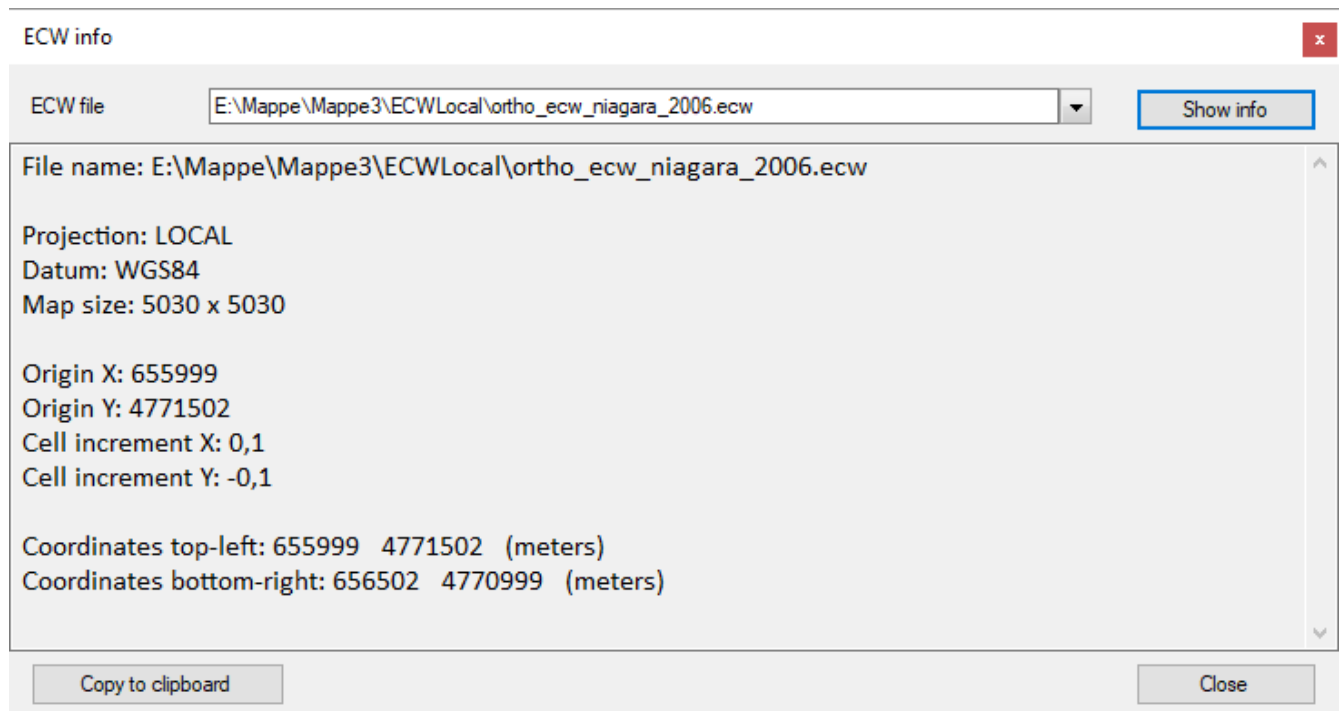 ECW info
x
ECW file E:\Mappe\Mappe3\ECWLocal\ortho_ecw_niagara_2006.ecw Show info
File name: E:\Mappe\Mappe3\ECWLocal\ortho_ecw_niagara_2006.ecw
Projection: LOCAL
Datum: WGS84
Map size: 5030 x 5030
Origin X: 655999
Origin Y: 4771502
Cell increment X: 0,1
Cell increment Y: -0,1
Coordinates top-left: 655999 4771502 (meters)
Coordinates bottom-right: 656502 4770999 (meters)
Copy to clipboard Close